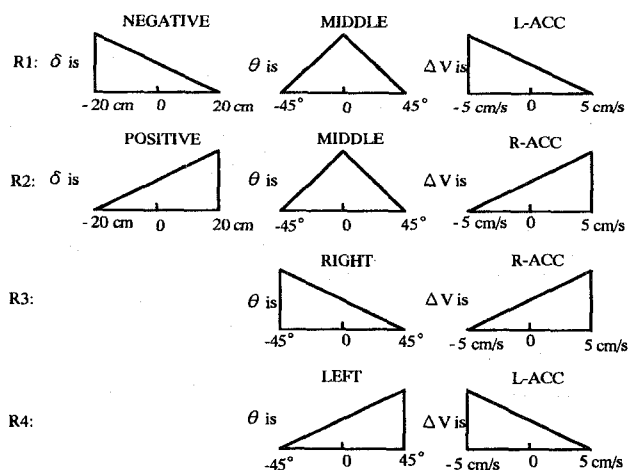 NEGATIVE MIDDLE L-ACC
R1: δ is θ is ΔV is
-20 cm 0 20 cm -45° 0 45° -5 cm/s 0 5 cm/s
POSITIVE MIDDLE R-ACC
R2: δ is θ is ΔV is
-20 cm 0 20 cm -45° 0 45° -5 cm/s 0 5 cm/s
RIGHT R-ACC
R3: θ is ΔV is
-45° 0 45° -5 cm/s 0 5 cm/s
LEFT L-ACC
R4: θ is ΔV is
-45° 0 45° -5 cm/s 0 5 cm/s